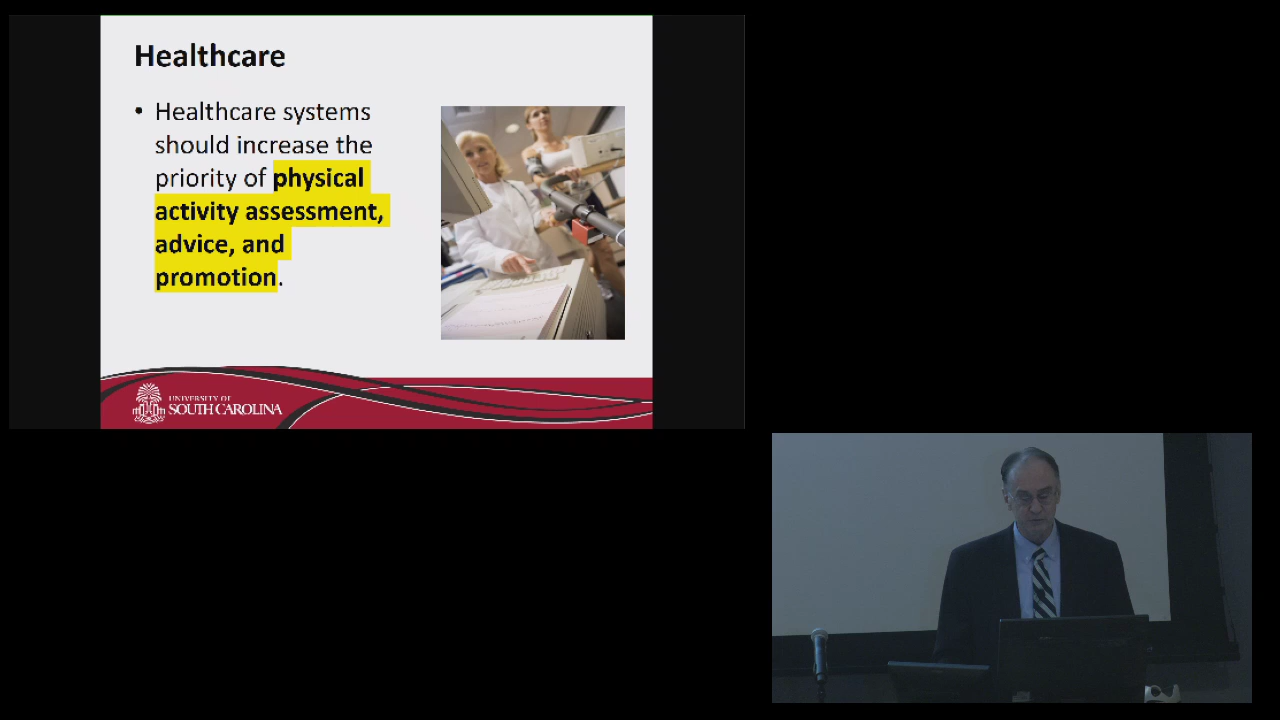 Healthcare
• Healthcare systems
should increase the
priority of physical
activity assessment,
advice, and
promotion.
UNIVERSITY OF
SOUTH CAROLINA